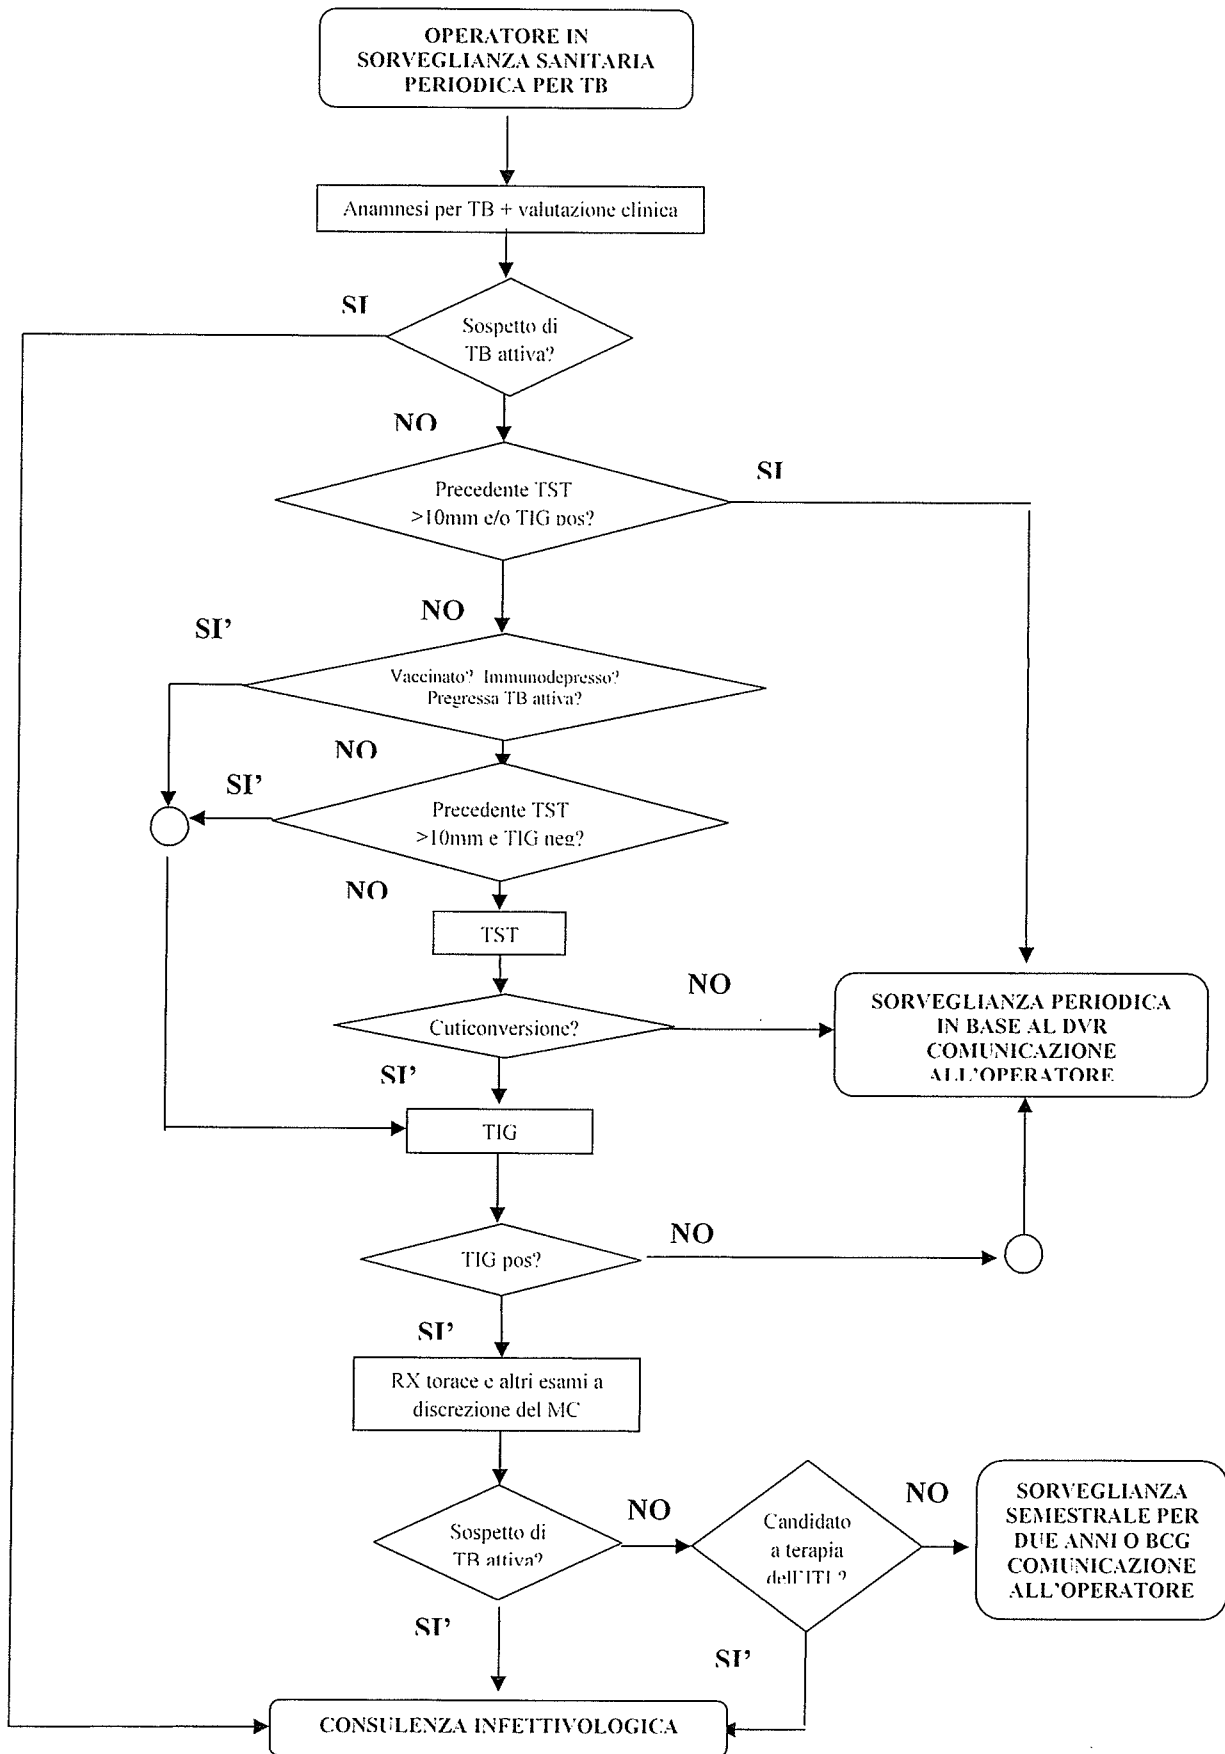 OPERATORE IN
SORVEGLIANZA SANITARIA
PERIODICA PER TB
Anamnesi per TB + valutazione clinica
SI
Sospetto di
TB attiva?
NO
Precedente TST
>10mm e/o TIG pos?
SI
NO
SI'
Vaccinato? Immunodepresso?
Pregressa TB attiva?
NO
SI'
Precedente TST
>10mm e TIG neg?
NO
TST
Cuticonversione?
NO
SORVEGLIANZA PERIODICA
IN BASE AL DVR
COMUNICAZIONE
ALL'OPERATORE
SI'
TIG
TIG pos?
NO
SI'
RX torace e altri esami a
discrezione del MC
Sospetto di
TB attiva?
NO
Candidato
a terapia
dell'ITL?
NO
SORVEGLIANZA
SEMESTRALE PER
DUE ANNI O BCG
COMUNICAZIONE
ALL'OPERATORE
SI'
SI'
CONSULENZA INFETTIVOLOGICA